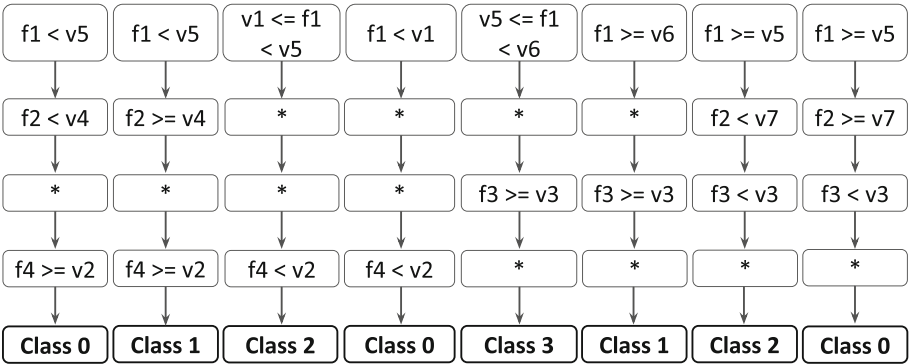 f1 < v5
f1 < v5
v1 <= f1
< v5
f1 < v1
v5 <= f1
< v6
f1 >= v6
f1 >= v5
f1 >= v5
f2 < v4
f2 >= v4
*
*
*
*
f2 < v7
f2 >= v7
*
*
*
*
f3 >= v3
f3 >= v3
f3 < v3
f3 < v3
f4 >= v2
f4 >= v2
f4 < v2
f4 < v2
*
*
*
*
Class 0
Class 1
Class 2
Class 0
Class 3
Class 1
Class 2
Class 0